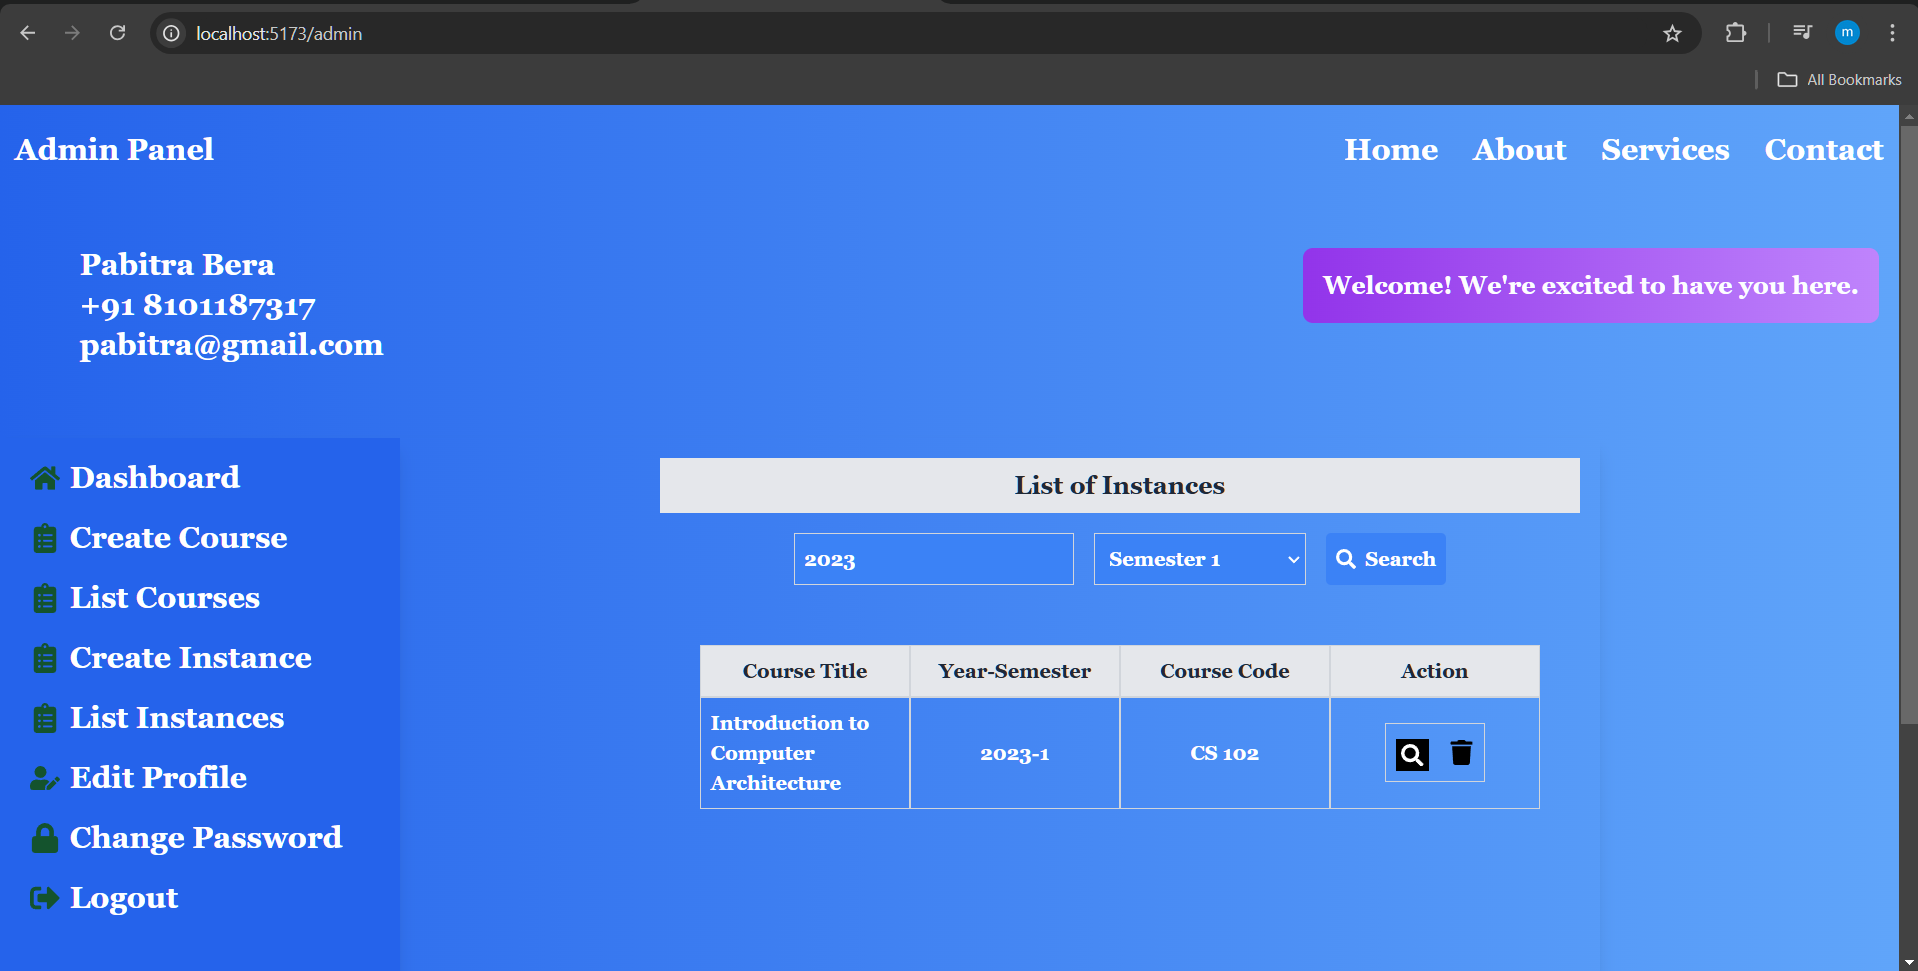 localhost:5173/admin
m
All Bookmarks
Admin Panel
Home About Services Contact
Pabitra Bera
+91 8101187317
pabitra@gmail.com
Welcome! We're excited to have you here.
Dashboard
Create Course
List Courses
Create Instance
List Instances
Edit Profile
Change Password
Logout
List of Instances
2023 Semester 1 Search
Course Title Year-Semester Course Code Action
Introduction to
Computer 2023-1 CS 102
Architecture